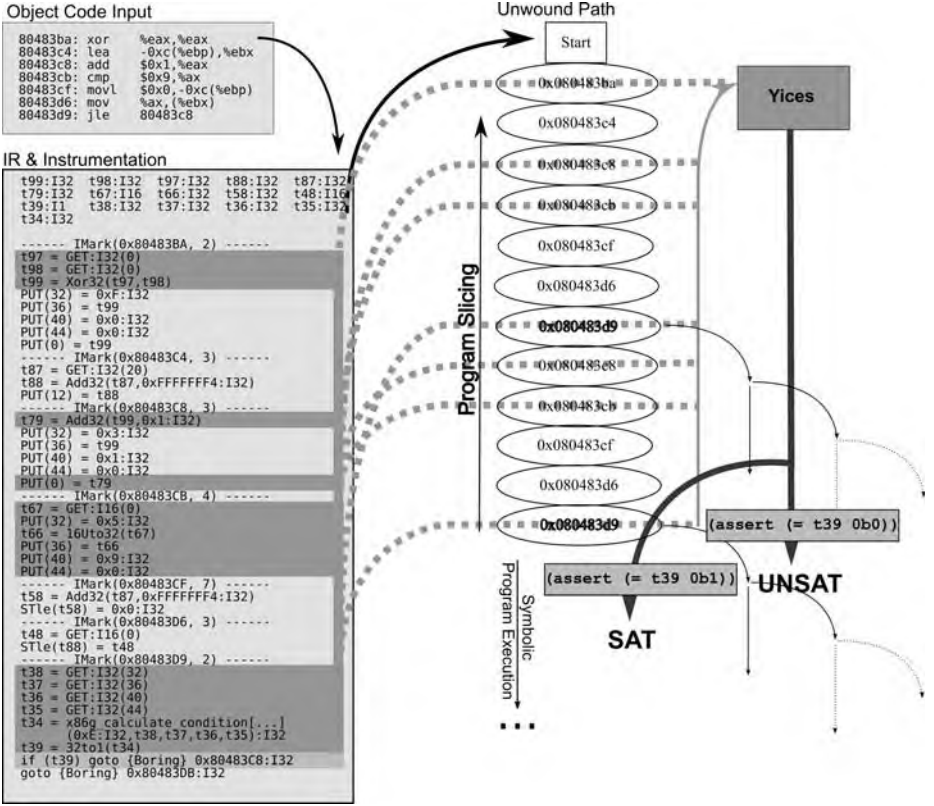 Object Code Input
80483ba: xor %eax,%eax
80483c4: lea -0xc(%ebp),%ebx
80483c8: add $0x1,%eax
80483cb: cmp $0x9,%ax
80483cf: movl $0x0,-0xc(%ebp)
80483d6: mov %ax,(%ebx)
80483d9: jle 80483c8
IR & Instrumentation
t99:I32 t98:I32 t97:I32 t88:I32 t87:I32
t79:I32 t67:I16 t66:I32 t58:I32 t48:I16
t39:I1 t38:I32 t37:I32 t36:I32 t35:I32
t34:I32
------ IMark(0x80483BA, 2) ------
t97 = GET:I32(0)
t98 = GET:I32(0)
t99 = Xor32(t97,t98)
PUT(32) = 0xF:I32
PUT(36) = t99
PUT(40) = 0x0:I32
PUT(44) = 0x0:I32
PUT(0) = t99
------ IMark(0x80483C4, 3) ------
t87 = GET:I32(20)
t88 = Add32(t87,0xFFFFFFF4:I32)
PUT(12) = t88
------ IMark(0x80483C8, 3) ------
t79 = Add32(t99,0x1:I32)
PUT(32) = 0x3:I32
PUT(36) = t99
PUT(40) = 0x1:I32
PUT(44) = 0x0:I32
PUT(0) = t79
------ IMark(0x80483CB, 4) ------
t67 = GET:I16(0)
PUT(32) = 0x5:I32
t66 = 16Uto32(t67)
PUT(36) = t66
PUT(40) = 0x9:I32
PUT(44) = 0x0:I32
------ IMark(0x80483CF, 7) ------
t58 = Add32(t87,0xFFFFFFF4:I32)
STle(t58) = 0x0:I32
------ IMark(0x80483D6, 3) ------
t48 = GET:I16(0)
STle(t88) = t48
------ IMark(0x80483D9, 2) ------
t38 = GET:I32(32)
t37 = GET:I32(36)
t36 = GET:I32(40)
t35 = GET:I32(44)
t34 = x86g_calculate_condition[...]
(0xE:I32,t38,t37,t36,t35):I32
t39 = 32to1(t34)
if (t39) goto {Boring} 0x80483C8:I32
goto {Boring} 0x80483DB:I32
Unwound Path
Start
0x080483ba
0x080483c4
0x080483c8
0x080483cb
0x080483cf
0x080483d6
0x080483d9
0x080483c8
0x080483cb
0x080483cf
0x080483d6
0x080483d9
Program Slicing
Symbolic
Program Execution
...
Yices
(assert (= t39 0b0))
UNSAT
(assert (= t39 0b1))
SAT